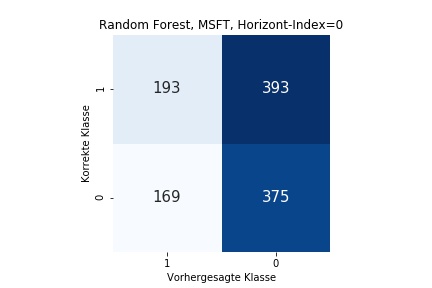 Random Forest, MSFT, Horizont-Index=0
Korrekte Klasse
1
193
393
0
169
375
1
0
Vorhergesagte Klasse